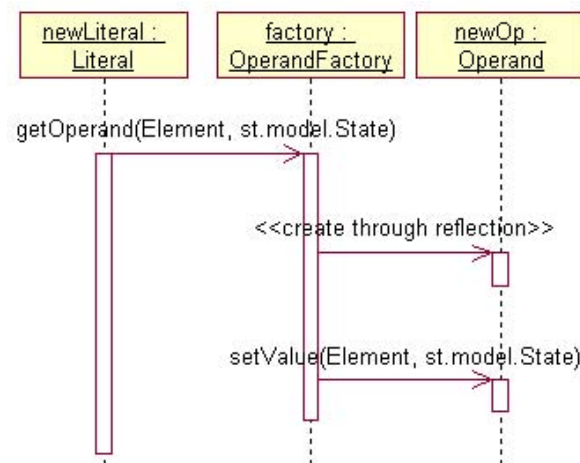 newLiteral :
Literal
factory :
OperandFactory
newOp :
Operand
getOperand(Element, st.model.State)
<<create through reflection>>
setValue(Element, st.model.State)